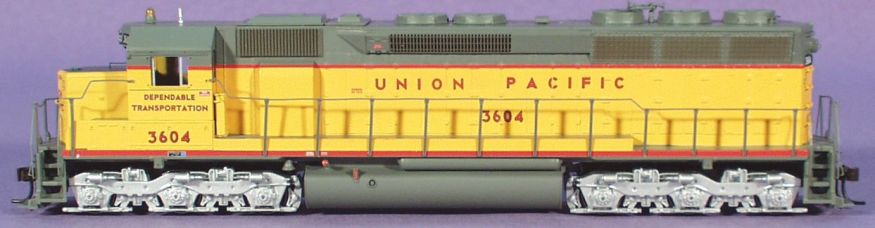 DEPENDABLE
TRANSPORTATION
3604
UNION PACIFIC
3604